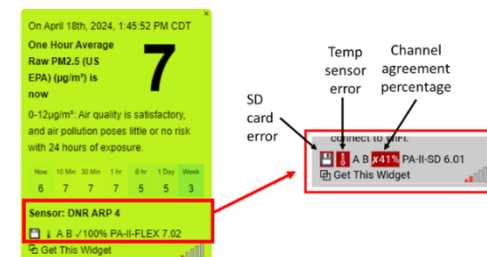 ×
On April 18th, 2024, 1:45:52 PM CDT
One Hour Average
Raw PM2.5 (US
EPA) (µg/m³) is
now
7
0-12µg/m³: Air quality is satisfactory,
and air pollution poses little or no risk
with 24 hours of exposure.
Now 10 Min 30 Min 1 hr 6 hr 1 Day Week
6 7 7 7 5 5 3
Sensor: DNR ARP 4
A B ✓100% PA-II-FLEX 7.02
Get This Widget
SD
card
error
Temp
sensor
error
Channel
agreement
percentage
connect to WiFi.
A B ✗41% PA-II-SD 6.01
Get This Widget